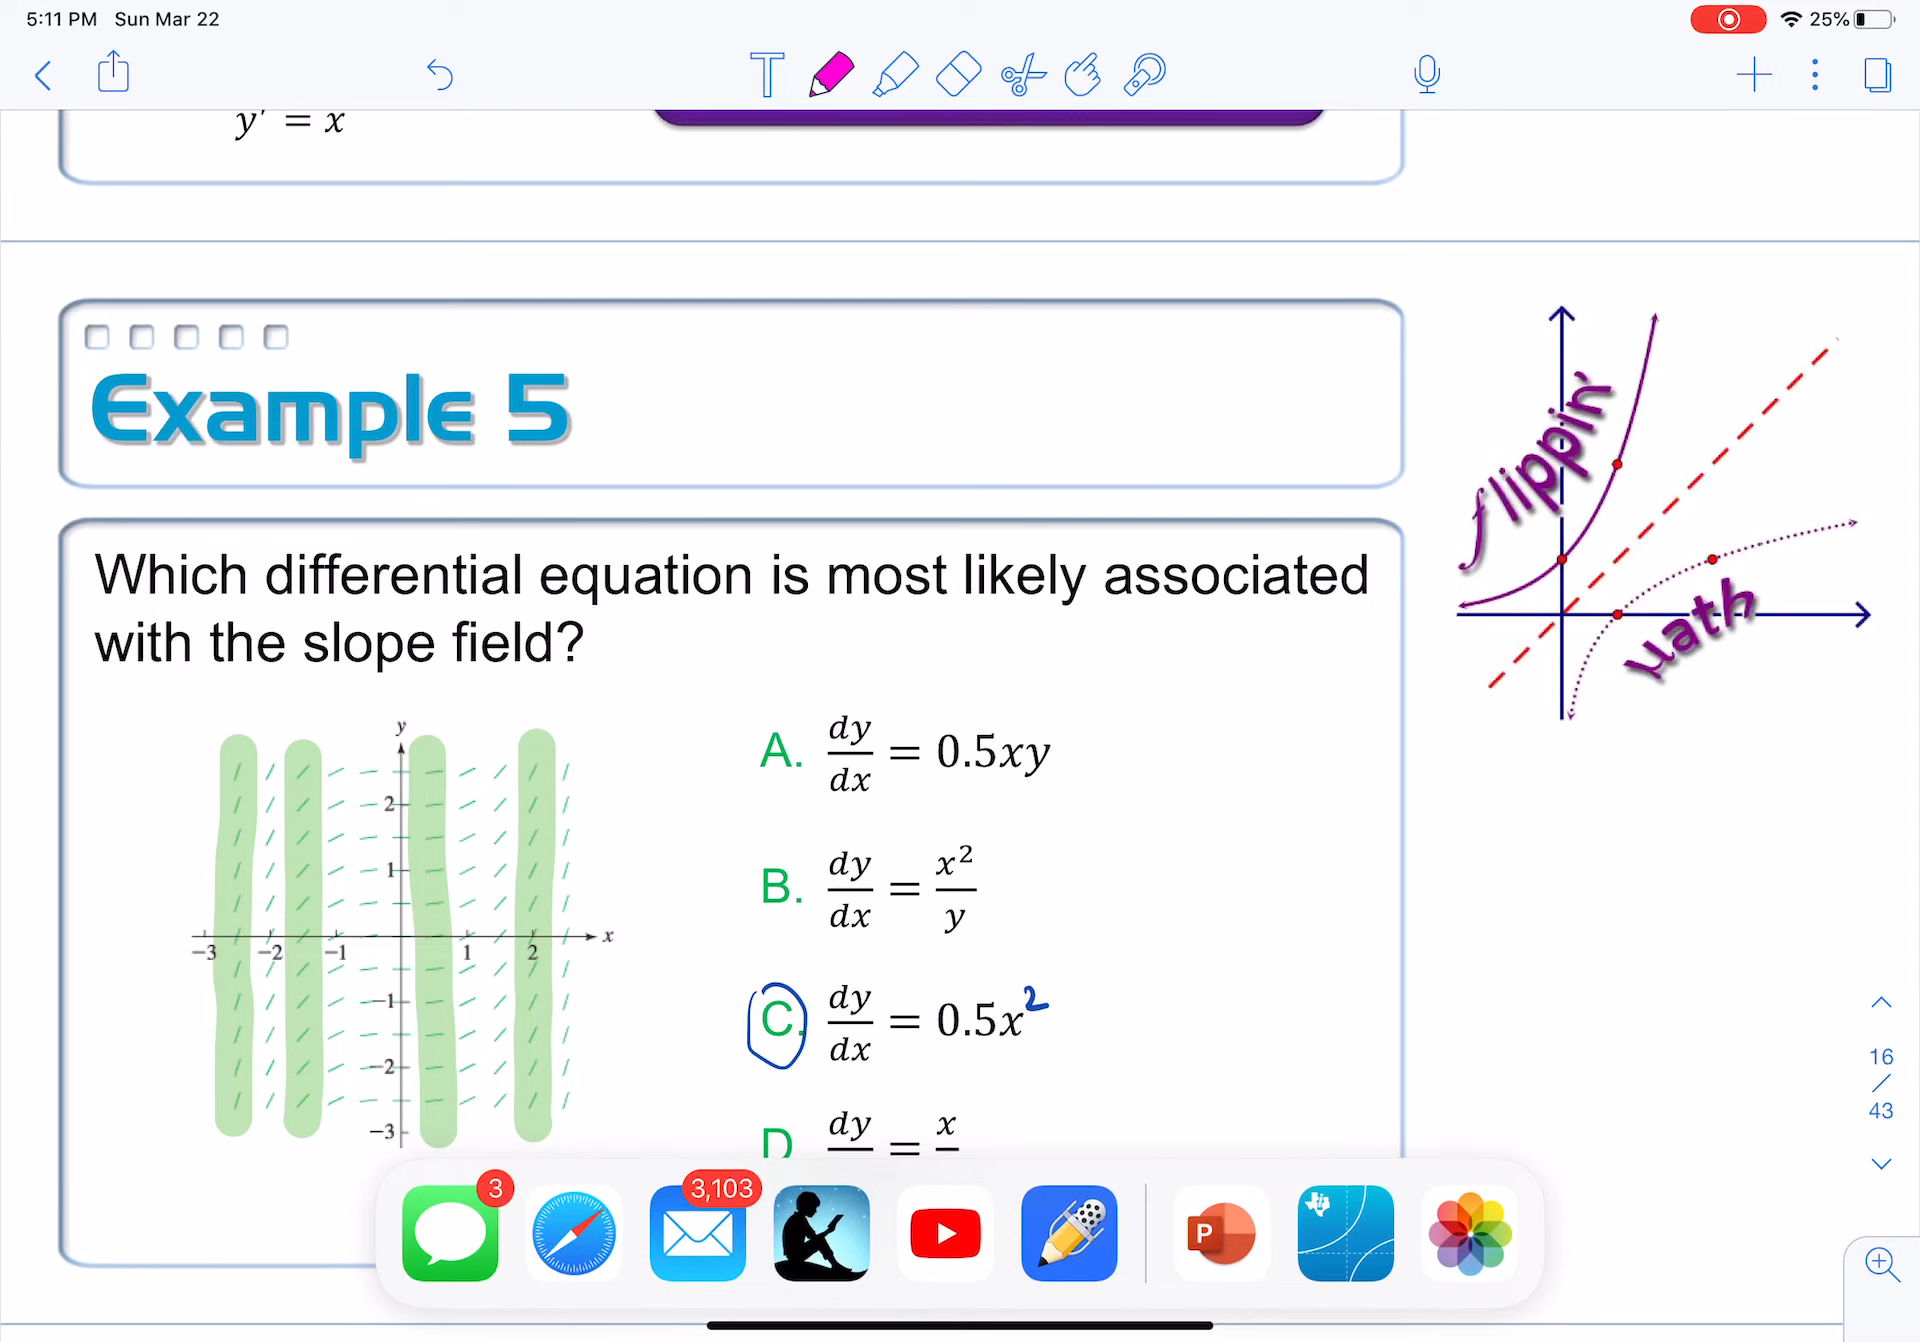 5:11 PM Sun Mar 22
25%
T
y' = x
Example 5
flippin'
math
Which differential equation is most likely associated
with the slope field?
A. dy/dx = 0.5xy
B. dy/dx = x²/y
C. dy/dx = 0.5x²
D dy = x
y
2
1
-3 -2 -1 1 2 x
-1
-2
-3
16
/
43
3
3,103
P